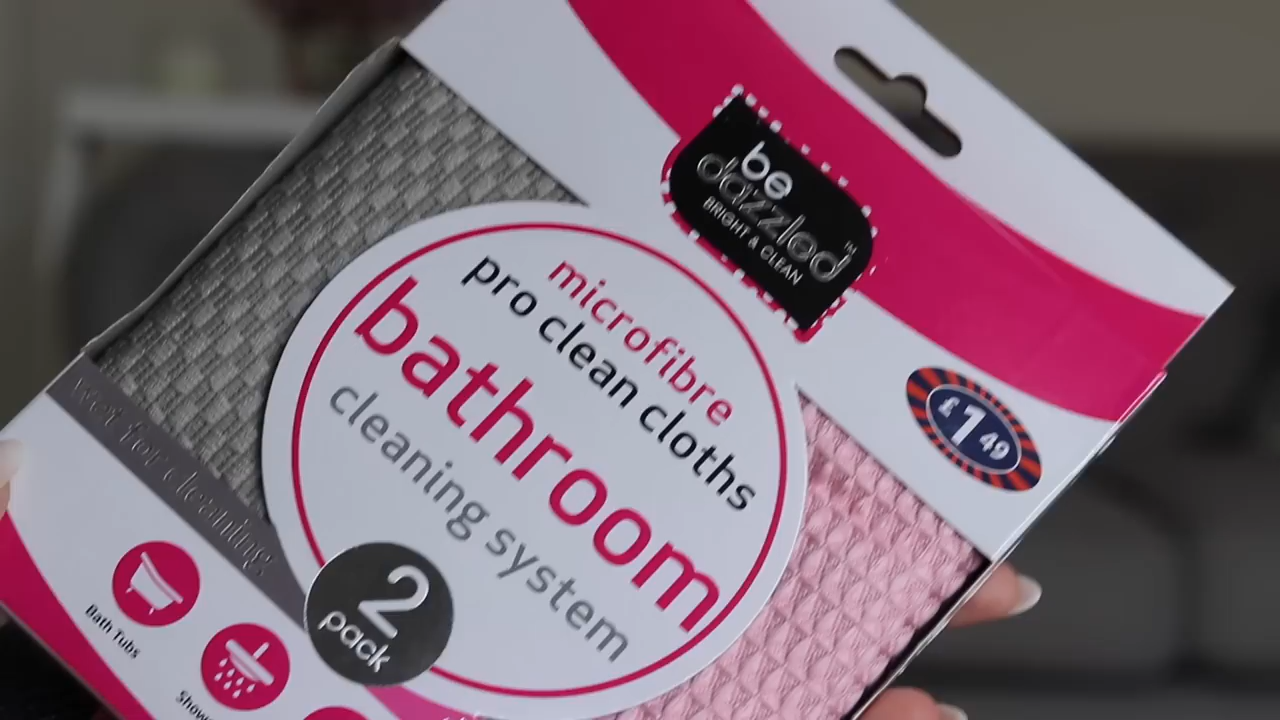 be
dazzled™
BRIGHT & CLEAN
£1.49
microfibre
pro clean cloths
bathroom
cleaning system
2
pack
wet for cleaning
Bath Tubs